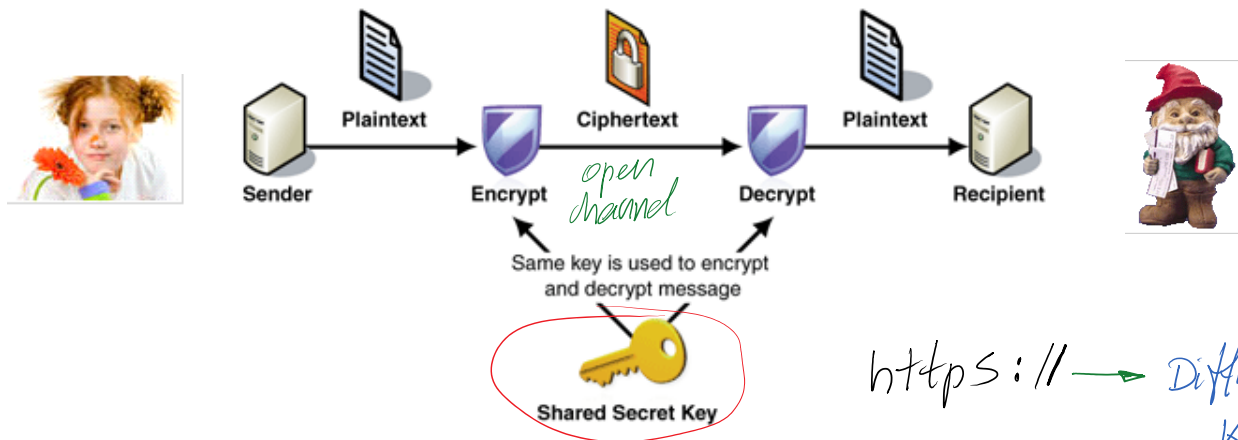 Plaintext
Ciphertext
Plaintext
Sender
Encrypt
open
channel
Decrypt
Recipient
Same key is used to encrypt
and decrypt message
Shared Secret Key
https:// → Diff
K